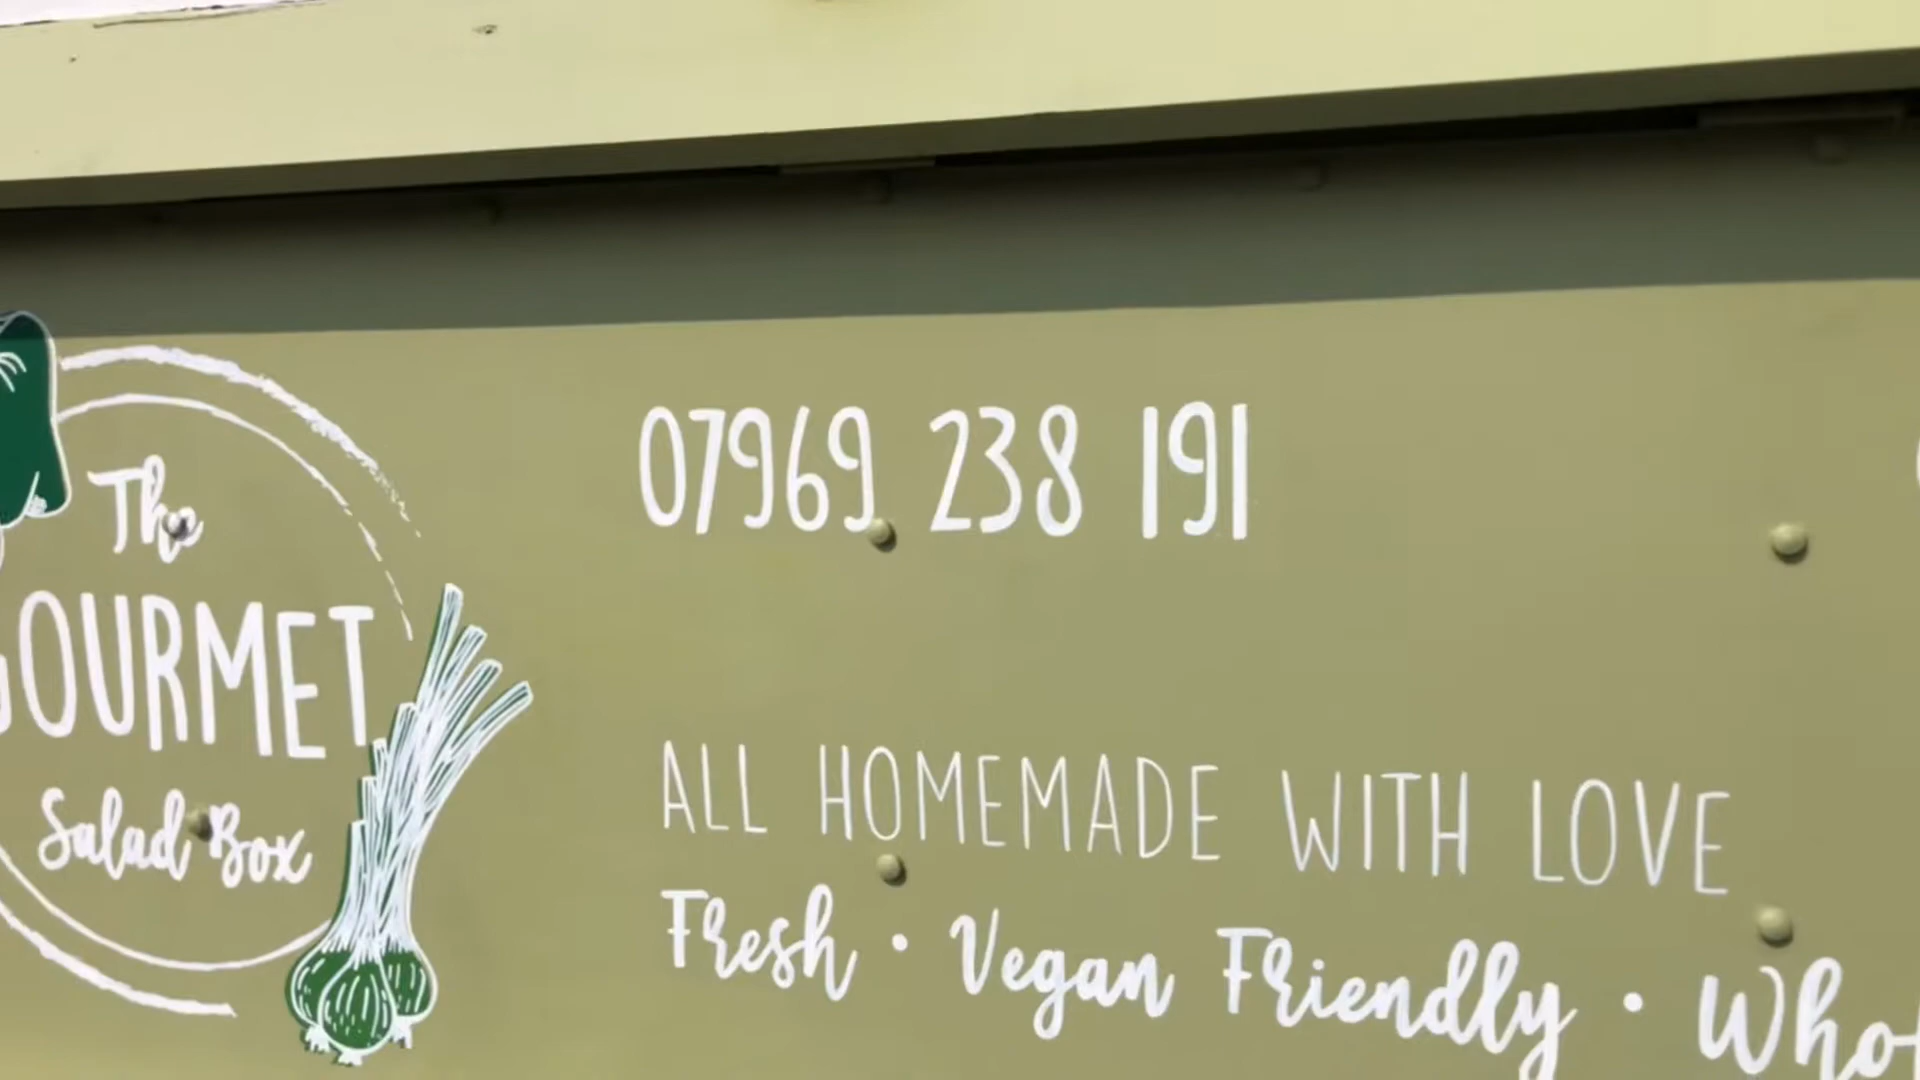 The
GOURMET
Salad Box
07969 238 191
ALL HOMEMADE WITH LOVE
Fresh • Vegan Friendly •